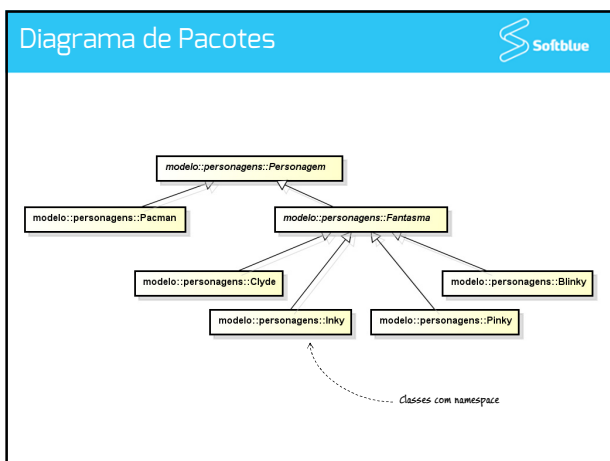 Diagrama de Pacotes
Softblue
modelo::personagens::Personagem
modelo::personagens::Pacman
modelo::personagens::Fantasma
modelo::personagens::Clyde
modelo::personagens::Blinky
modelo::personagens::Inky
modelo::personagens::Pinky
Classes com namespace